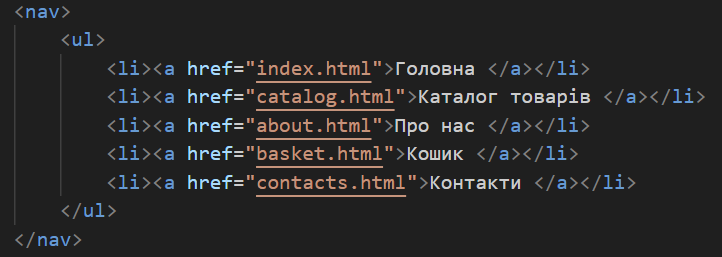 <nav>
<ul>
<li><a href="index.html">Головна </a></li>
<li><a href="catalog.html">Каталог товарів </a></li>
<li><a href="about.html">Про нас </a></li>
<li><a href="basket.html">Кошик </a></li>
<li><a href="contacts.html">Контакти </a></li>
</ul>
</nav>